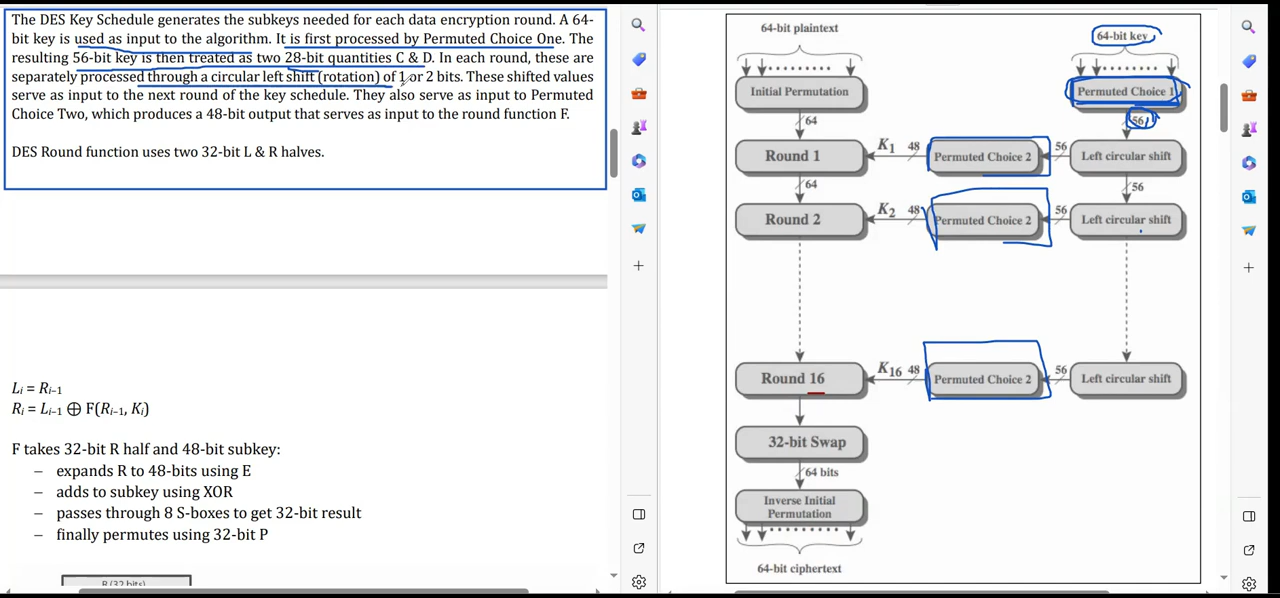 The DES Key Schedule generates the subkeys needed for each data encryption round. A 64-
bit key is used as input to the algorithm. It is first processed by Permuted Choice One. The
resulting 56-bit key is then treated as two 28-bit quantities C & D. In each round, these are
separately processed through a circular left shift (rotation) of 1 or 2 bits. These shifted values
serve as input to the next round of the key schedule. They also serve as input to Permuted
Choice Two, which produces a 48-bit output that serves as input to the round function F.
DES Round function uses two 32-bit L & R halves.
Lᵢ = Rᵢ₋₁
Rᵢ = Lᵢ₋₁ ⊕ F(Rᵢ₋₁, Kᵢ)
F takes 32-bit R half and 48-bit subkey:
– expands R to 48-bits using E
– adds to subkey using XOR
– passes through 8 S-boxes to get 32-bit result
– finally permutes using 32-bit P
R (32 bits)
64-bit plaintext
64-bit key
Initial Permutation
Permuted Choice 1
64
56
Round 1
K₁
48
Permuted Choice 2
56
Left circular shift
64
56
Round 2
K₂
48
Permuted Choice 2
56
Left circular shift
Round 16
K₁₆
48
Permuted Choice 2
56
Left circular shift
32-bit Swap
64 bits
Inverse Initial
Permutation
64-bit ciphertext